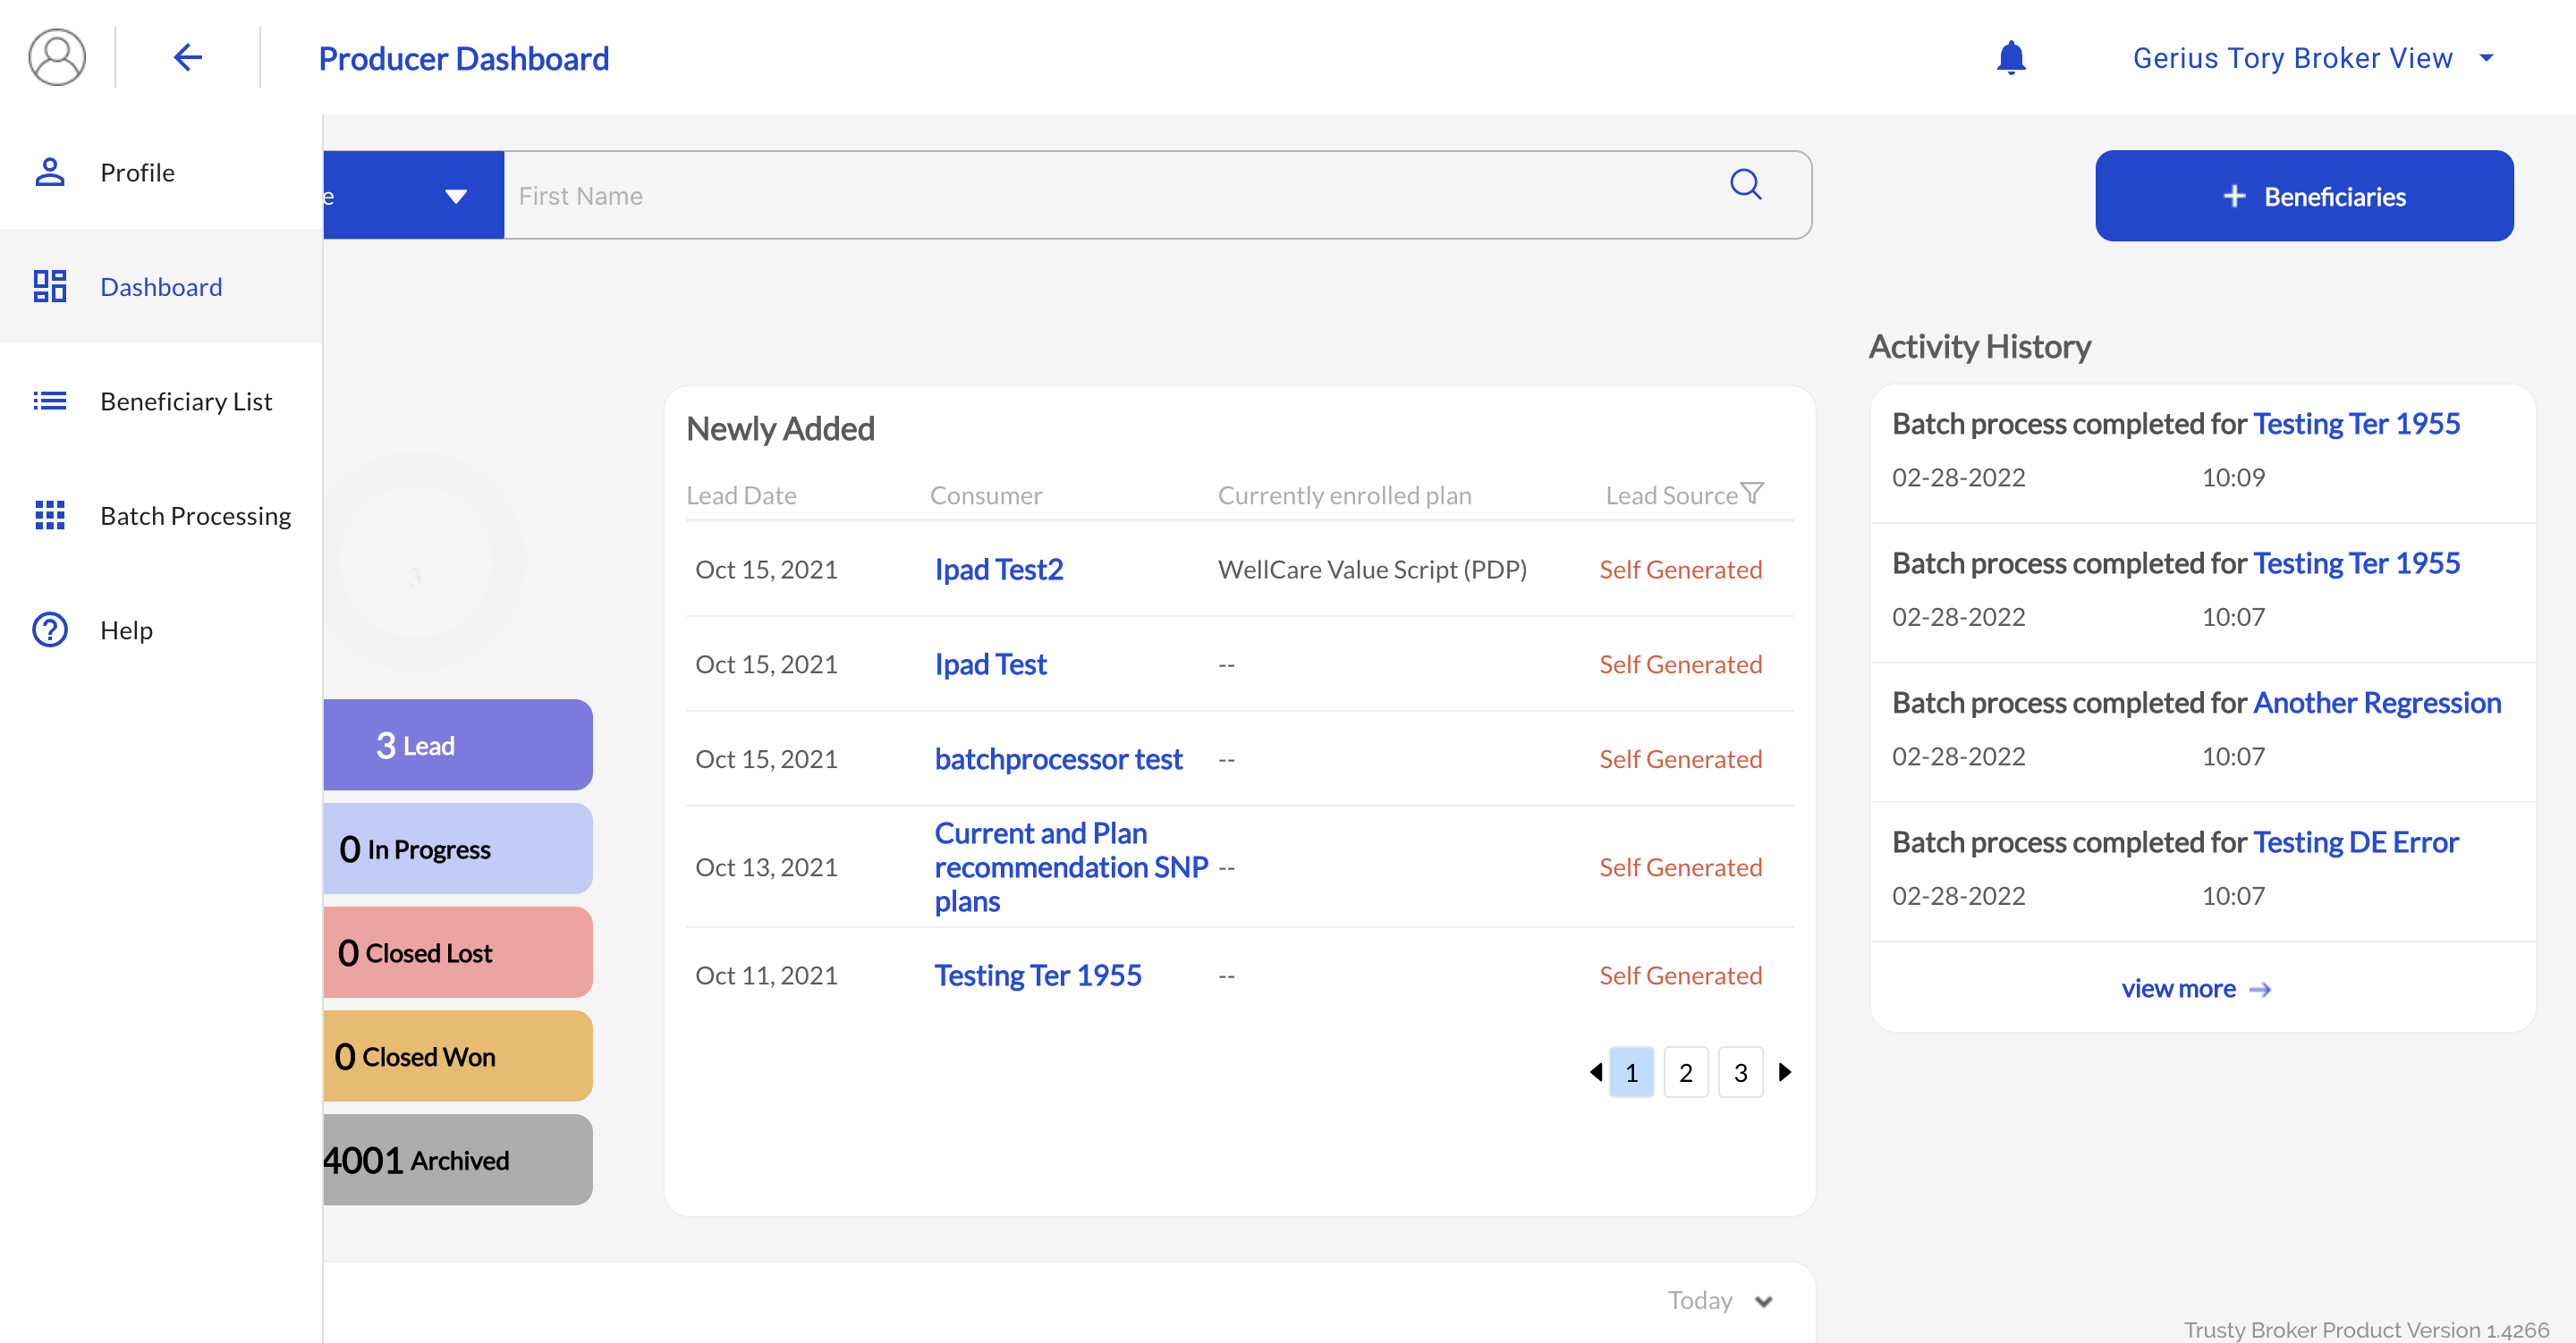 Producer Dashboard
Gerius Tory Broker View
Profile
Dashboard
Beneficiary List
Batch Processing
Help
e
First Name
+ Beneficiaries
3
3 Lead
0 In Progress
0 Closed Lost
0 Closed Won
4001 Archived
Newly Added
Lead Date Consumer Currently enrolled plan Lead Source
Oct 15, 2021 Ipad Test2 WellCare Value Script (PDP) Self Generated
Oct 15, 2021 Ipad Test -- Self Generated
Oct 15, 2021 batchprocessor test -- Self Generated
Current and Plan
Oct 13, 2021 recommendation SNP -- Self Generated
plans
Oct 11, 2021 Testing Ter 1955 -- Self Generated
1 2 3
Activity History
Batch process completed for Testing Ter 1955
02-28-2022 10:09
Batch process completed for Testing Ter 1955
02-28-2022 10:07
Batch process completed for Another Regression
02-28-2022 10:07
Batch process completed for Testing DE Error
02-28-2022 10:07
view more
Today
Trusty Broker Product Version 1.4266